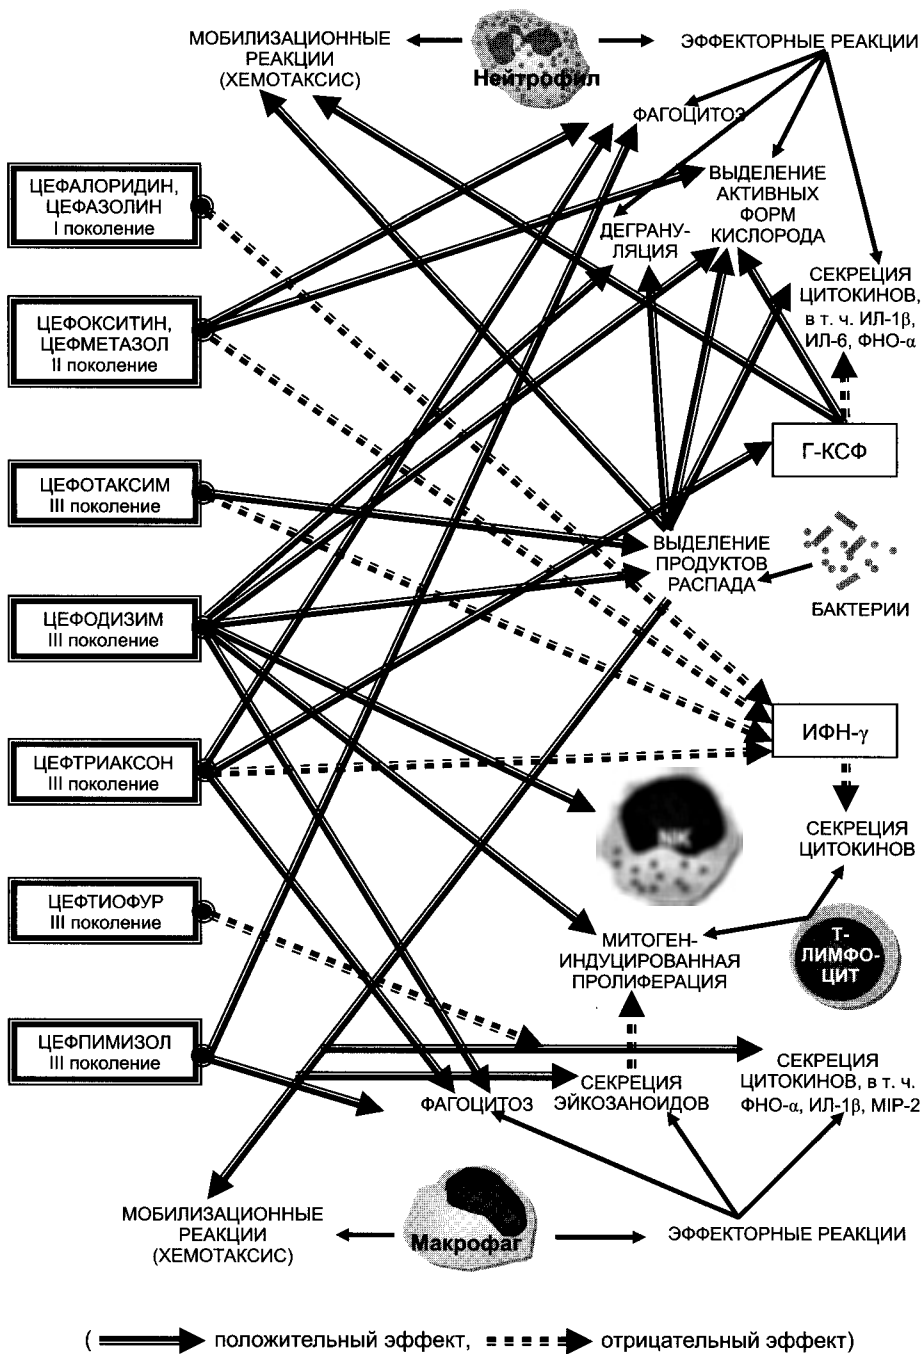 МОБИЛИЗАЦИОННЫЕ
РЕАКЦИИ
(ХЕМОТАКСИС)
Нейтрофил
ЭФФЕКТОРНЫЕ РЕАКЦИИ
ФАГОЦИТОЗ
ВЫДЕЛЕНИЕ
АКТИВНЫХ
ФОРМ
КИСЛОРОДА
ДЕГРАНУ-
ЛЯЦИЯ
СЕКРЕЦИЯ
ЦИТОКИНОВ,
в т. ч. ИЛ-1β,
ИЛ-6, ФНО-α
ЦЕФАЛОРИДИН,
ЦЕФАЗОЛИН
I поколение
ЦЕФОКСИТИН,
ЦЕФМЕТАЗОЛ
II поколение
Г-КСФ
ЦЕФОТАКСИМ
III поколение
ВЫДЕЛЕНИЕ
ПРОДУКТОВ
РАСПАДА
БАКТЕРИИ
ЦЕФОДИЗИМ
III поколение
ИФН-γ
ЦЕФТРИАКСОН
III поколение
NK
СЕКРЕЦИЯ
ЦИТОКИНОВ
ЦЕФТИОФУР
III поколение
МИТОГЕН-
ИНДУЦИРОВАННАЯ
ПРОЛИФЕРАЦИЯ
Т-
ЛИМФО-
ЦИТ
ЦЕФПИМИЗОЛ
III поколение
ФАГОЦИТОЗ
СЕКРЕЦИЯ
ЭЙКОЗАНОИДОВ
СЕКРЕЦИЯ
ЦИТОКИНОВ, в т. ч.
ФНО-α, ИЛ-1β, MIP-2
МОБИЛИЗАЦИОННЫЕ
РЕАКЦИИ
(ХЕМОТАКСИС)
Макрофаг
ЭФФЕКТОРНЫЕ РЕАКЦИИ
( положительный эффект, отрицательный эффект)